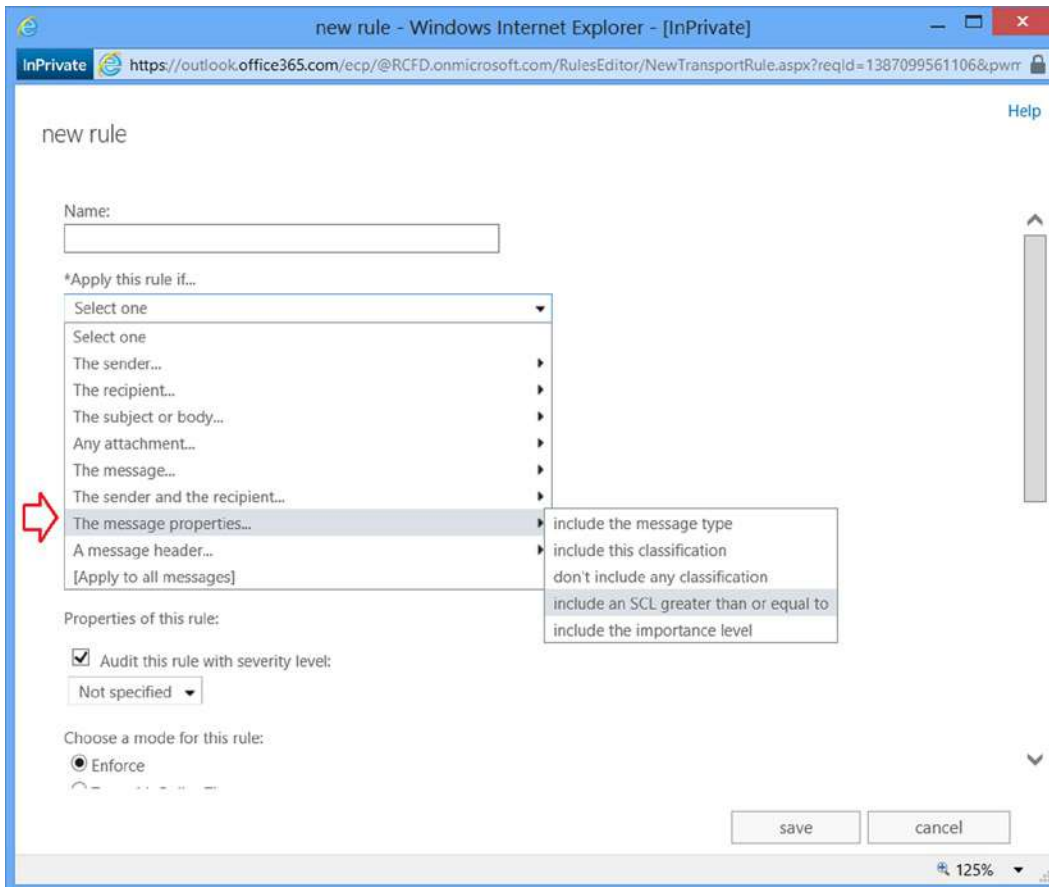 new rule - Windows Internet Explorer - [InPrivate]
InPrivate https://outlook.office365.com/ecp/@RCFD.onmicrosoft.com/RulesEditor/NewTransportRule.aspx?reqId=1387099561106&pwm
Help
new rule
Name:
*Apply this rule if...
Select one
Select one
The sender...
The recipient...
The subject or body...
Any attachment...
The message...
The sender and the recipient...
The message properties...
include the message type
A message header...
include this classification
[Apply to all messages]
don't include any classification
include an SCL greater than or equal to
Properties of this rule:
include the importance level
Audit this rule with severity level:
Not specified
Choose a mode for this rule:
Enforce
save cancel
125%